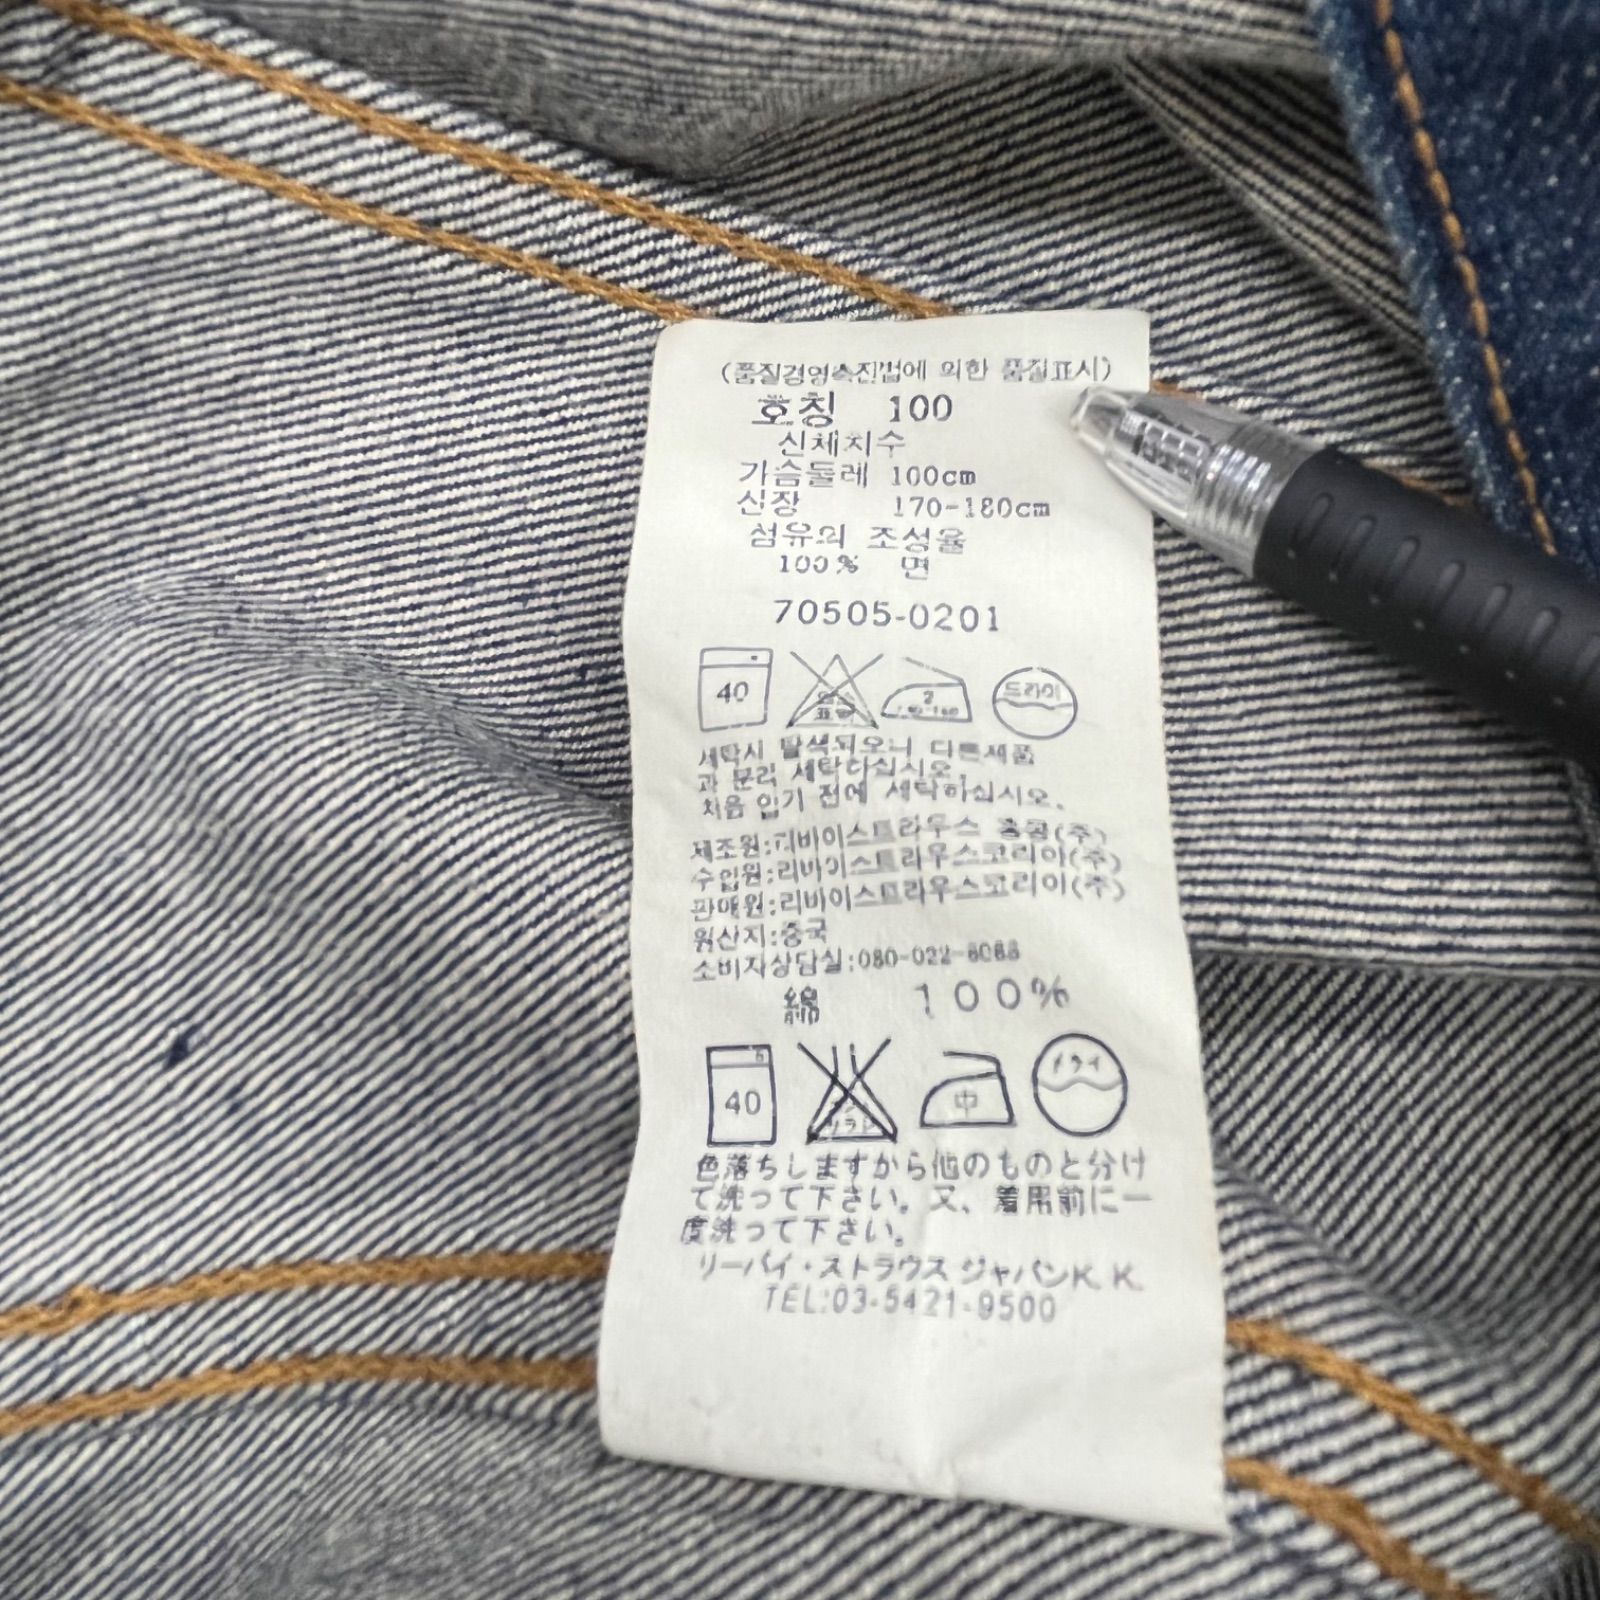 (품질경영촉진법에 의한 품질표시)
호칭 100
신체치수
가슴둘레 100cm
신장 170-180cm
섬유의 조성율
100% 면
70505-0201
40
2
드라이
세탁시 탈색되오니 다른제품
과 분리 세탁하십시오.
처음 입기 전에 세탁하십시오.
제조원:리바이스트라우스 홍콩(주)
수입원:리바이스트라우스코리아(주)
판매원:리바이스트라우스코리아(주)
원산지:중국
소비자상담실:
綿 100%
40
中
ドライ
色落ちしますから他のものと分け
て洗って下さい。又、着用前に一
度洗って下さい。
リーバイ・ストラウス ジャパンK.K.
TEL:03-5421-9500